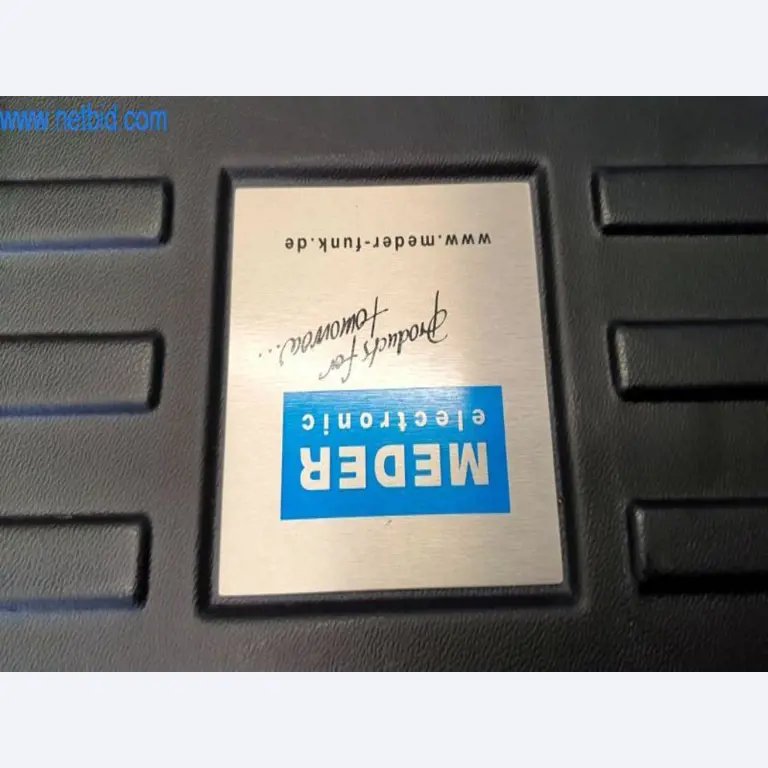 www.netbid.com
MEDER
electronic
Products for
tomorrow...
www.meder-funk.de